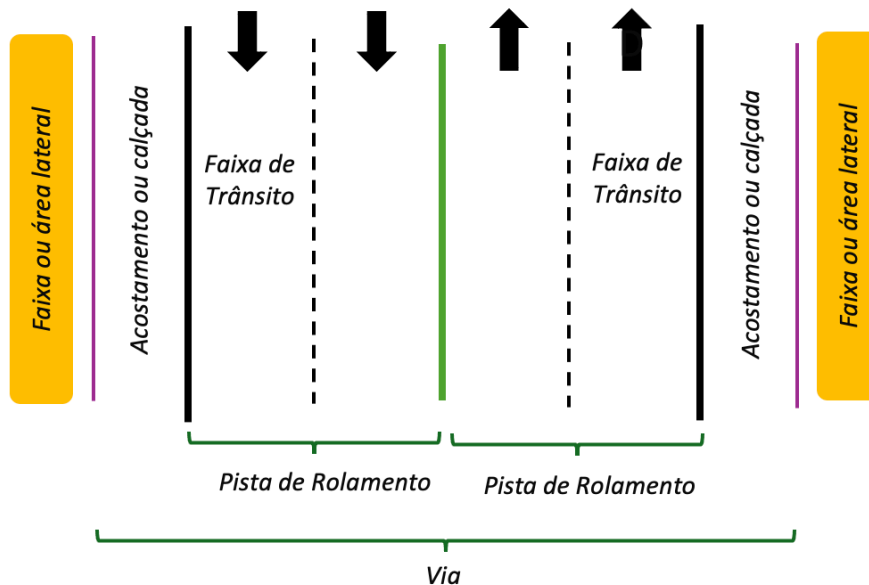 Faixa ou área lateral
Acostamento ou calçada
Faixa de
Trânsito
Faixa de
Trânsito
Acostamento ou calçada
Faixa ou área lateral
Pista de Rolamento
Pista de Rolamento
Via